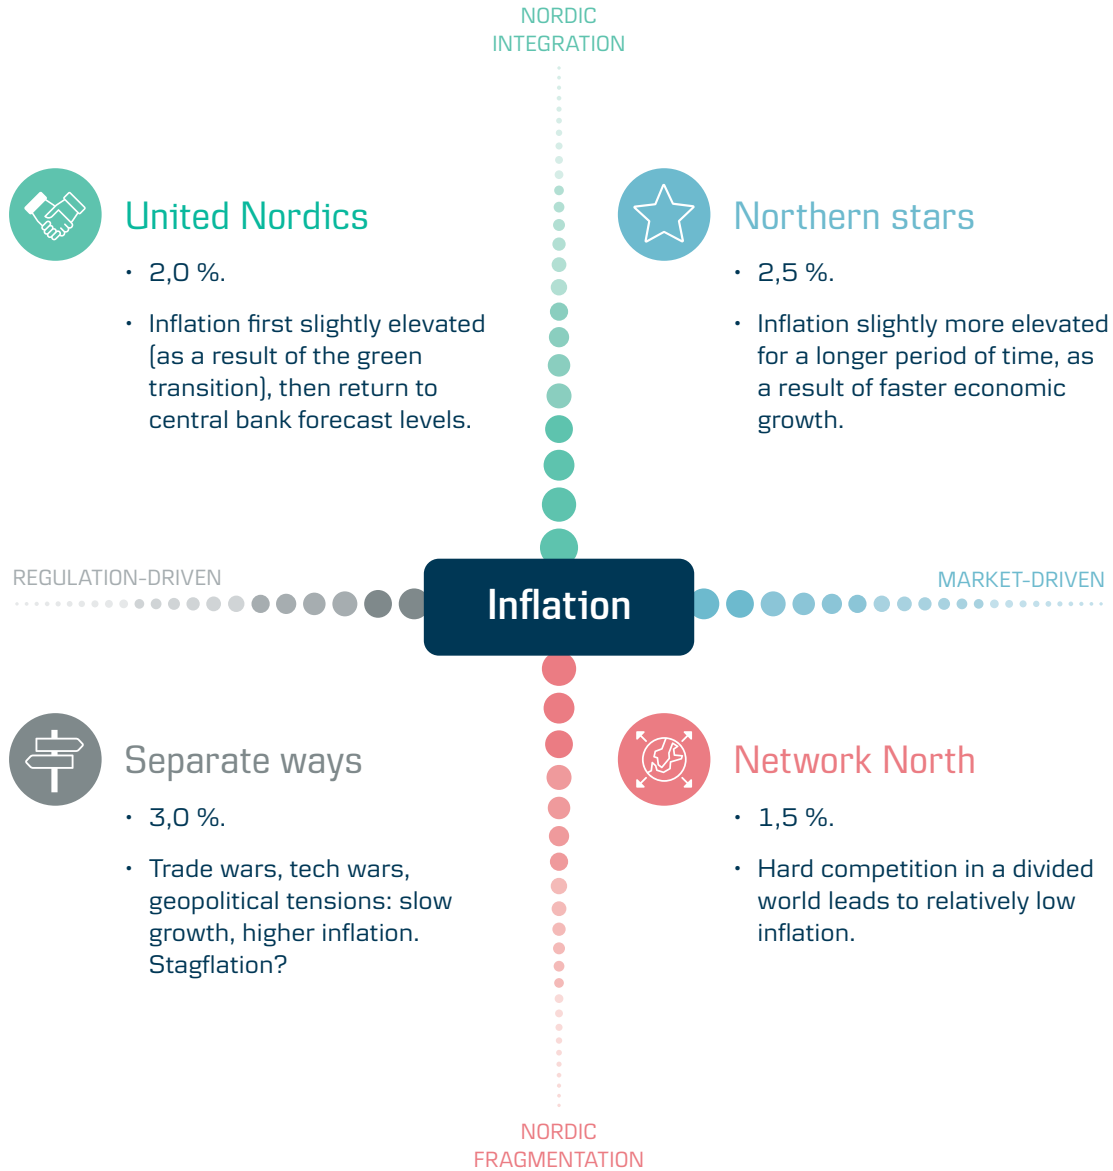 NORDIC
INTEGRATION
United Nordics
• 2,0 %.
• Inflation first slightly elevated
(as a result of the green
transition), then return to
central bank forecast levels.
Northern stars
• 2,5 %.
• Inflation slightly more elevated
for a longer period of time, as
a result of faster economic
growth.
REGULATION-DRIVEN
Inflation
MARKET-DRIVEN
Separate ways
• 3,0 %.
• Trade wars, tech wars,
geopolitical tensions: slow
growth, higher inflation.
Stagflation?
Network North
• 1,5 %.
• Hard competition in a divided
world leads to relatively low
inflation.
NORDIC
FRAGMENTATION